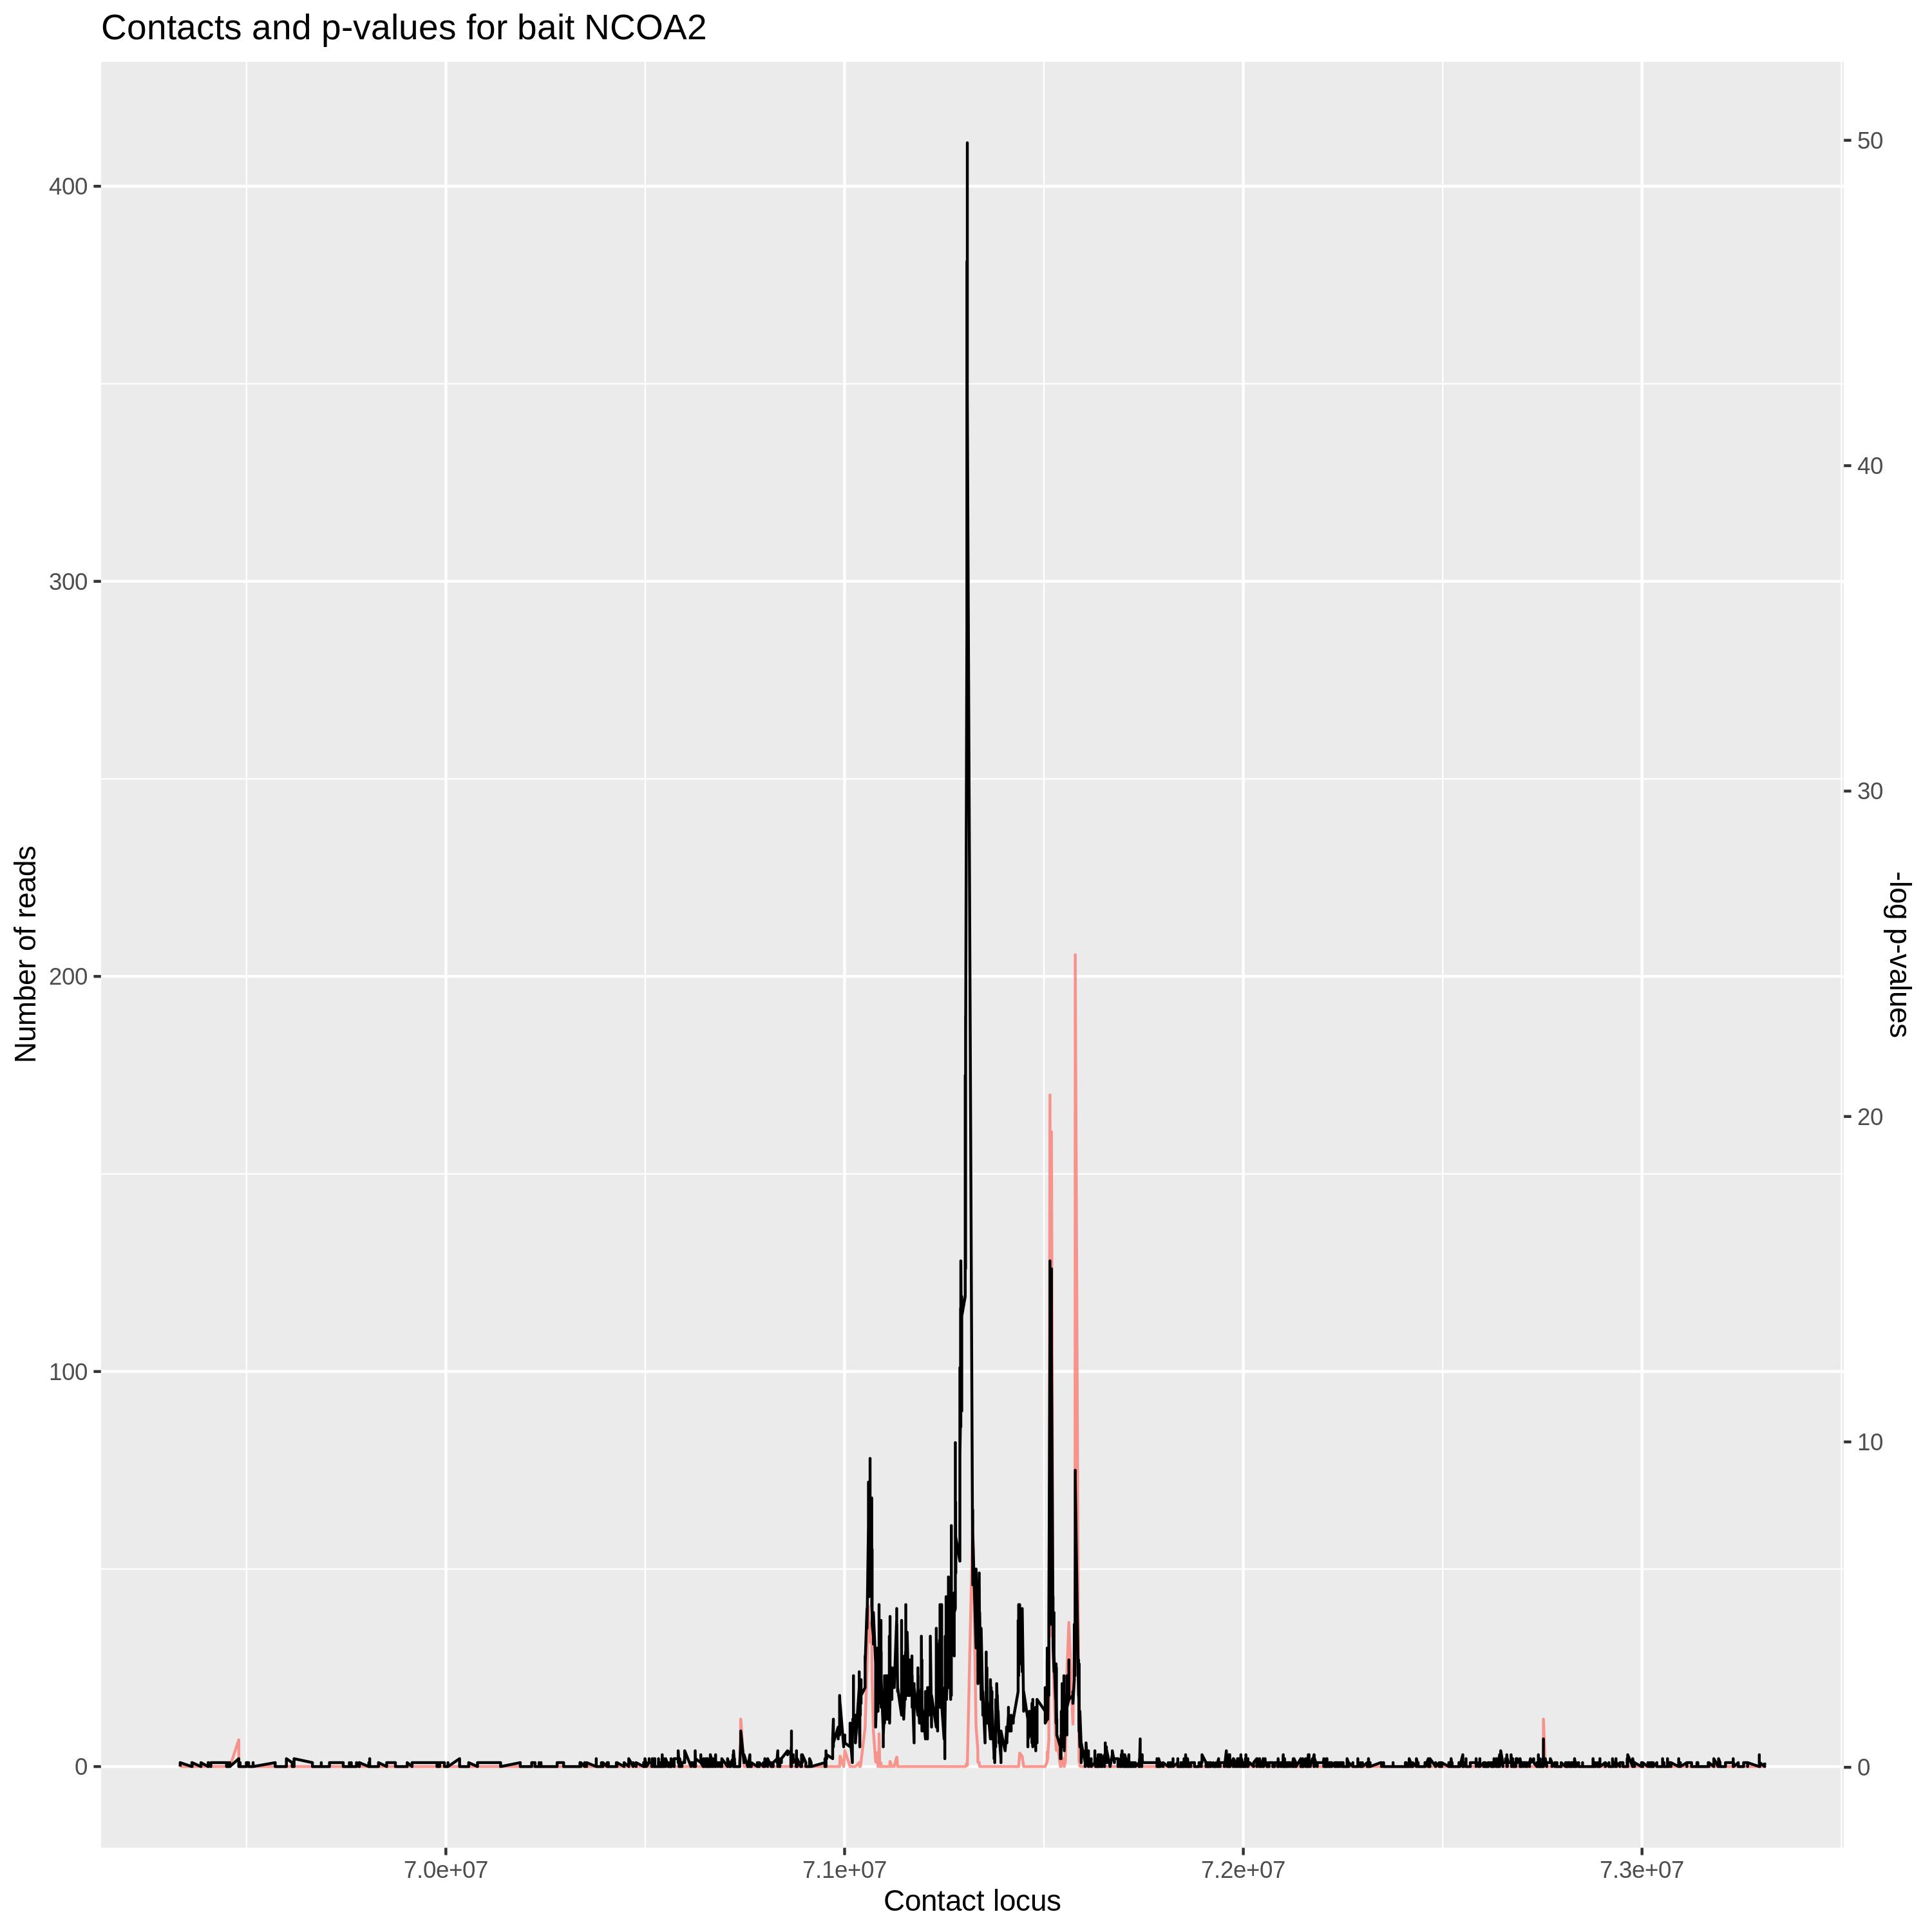 Contacts and p-values for bait NCOA2
Number of reads
400
300
200
100
0
50
40
30
20
10
0
-log p-values
7.0e+07
7.1e+07
7.2e+07
7.3e+07
Contact locus